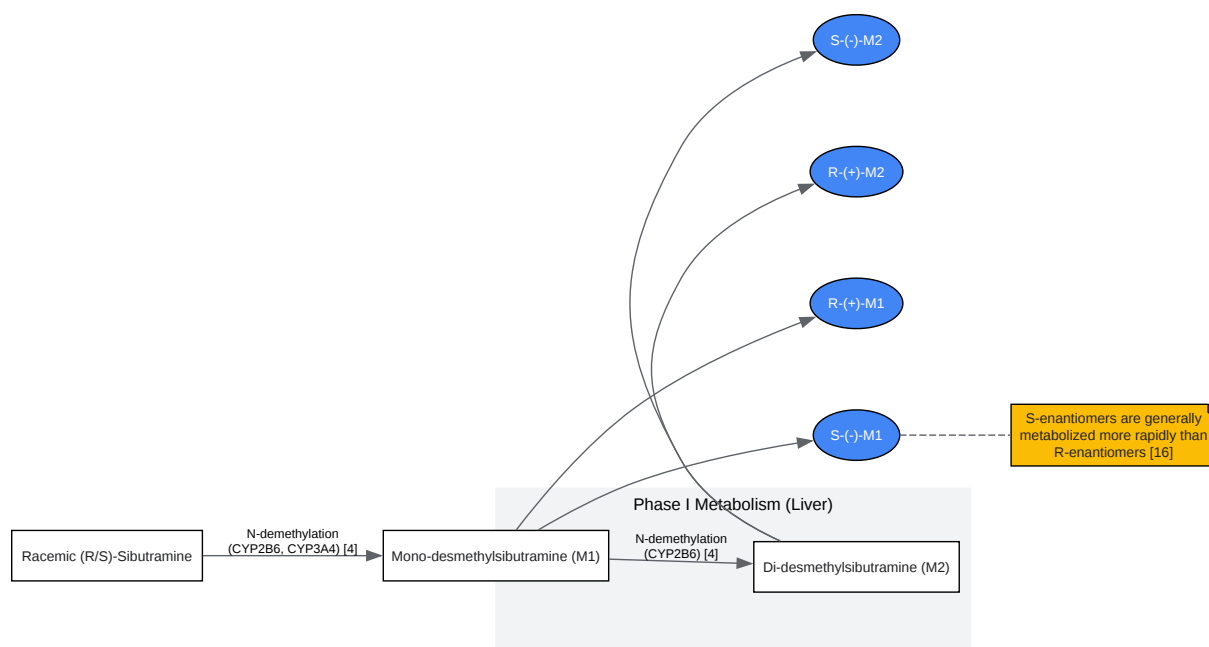 S-(-)-M2
R-(+)-M2
R-(+)-M1
S-(-)-M1
S-enantiomers are generally
metabolized more rapidly than
R-enantiomers [16]
Phase I Metabolism (Liver)
Racemic (R/S)-Sibutramine
N-demethylation
(CYP2B6, CYP3A4) [4]
Mono-desmethylsibutramine (M1)
N-demethylation
(CYP2B6) [4]
Di-desmethylsibutramine (M2)